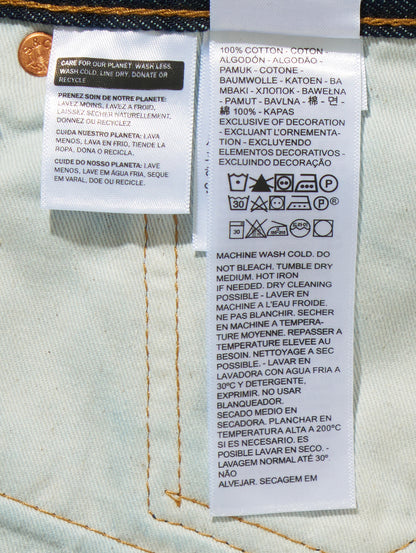 CARE FOR OUR PLANET: WASH LESS,
WASH COLD, LINE DRY, DONATE OR
RECYCLE
PRENEZ SOIN DE NOTRE PLANETE:
LAVEZ MOINS, LAVEZ A FROID,
LAISSEZ SECHER NATURELLEMENT,
DONNEZ OU RECYCLEZ
CUIDA NUESTRO PLANETA: LAVE
MENOS, LAVA EN FRIO, TIENDE LA
ROPA, DONA O RECICLA.
CUIDE DO NOSSO PLANETA: LAVE
MENOS, LAVE EM ÁGUA FRIA, SEQUE
EM VARAL, DOE OU RECICLE.
100% COTTON - COTON -
ALGODÓN - ALGODÃO -
PAMUK - COTONE -
BAUMWOLLE - KATOEN - BA
МВАКІ - ΧΛΟΠΟΚ - BAWEŁNA
- PAMUT - BAVLNA - 棉 - 면 -
綿 100% - KAPAS
EXCLUSIVE OF DECORATION
- EXCLUANT L'ORNEMENTA-
TION - EXCLUYENDO
ELEMENTOS DECORATIVOS -
EXCLUINDO DECORAÇÃO
30 P
30
MACHINE WASH COLD. DO
NOT BLEACH. TUMBLE DRY
MEDIUM. HOT IRON
IF NEEDED. DRY CLEANING
POSSIBLE - LAVER EN
MACHINE A L'EAU FROIDE.
NE PAS BLANCHIR. SECHER
EN MACHINE A TEMPERA-
TURE MOYENNE. REPASSER A
TEMPERATURE ELEVEE AU
BESOIN. NETTOYAGE A SEC
POSSIBLE - LAVAR EN
LAVADORA CON AGUA FRIA A
30ºC Y DETERGENTE,
EXPRIMIR. NO USAR
BLANQUEADOR.
SECADO MEDIO EN
SECADORA. PLANCHAR EN
TEMPERATURA ALTA A 200°C
SI ES NECESARIO. ES
POSIBLE LAVADO EN SECO. -
LAVAGEM NORMAL ATÉ 30º.
NÃO
ALVEJAR. SECAGEM EM